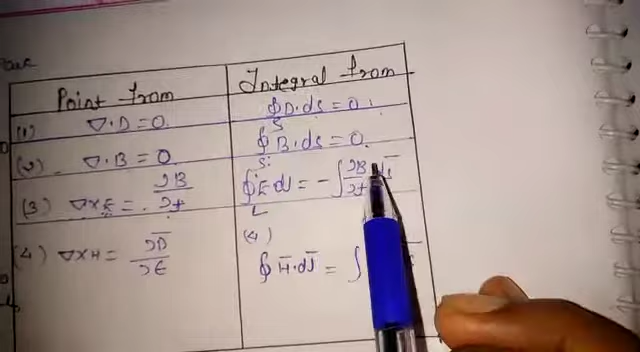 Point from
Integral from
(1) ∇·D=0
∮ D·ds = 0
S
(2) ∇·B=0
∮ B·ds = 0.
S
(3) ∇×E = - ∂B/∂t
∮ E·dl = -∫ ∂B/∂t
L
(4) ∇×H = ∂D̅/∂t
(4)
∮ H̅·dl̅ = ∫